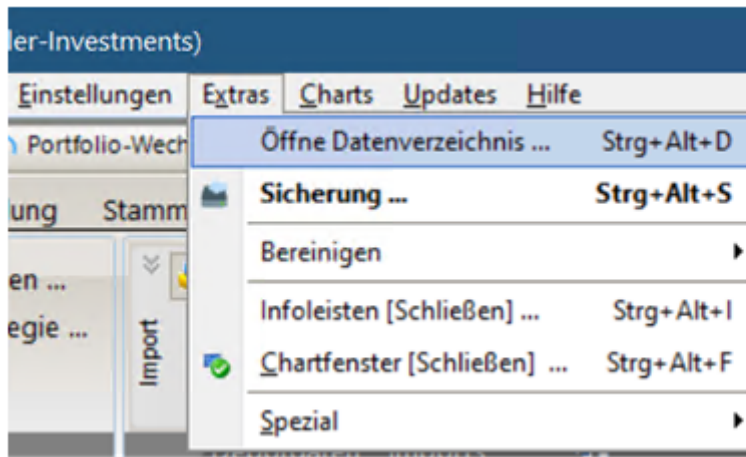 ler-Investments)
Einstellungen Extras Charts Updates Hilfe
Portfolio-Wech
Öffne Datenverzeichnis ... Strg+Alt+D
lung Stamm
Sicherung ... Strg+Alt+S
Bereinigen
en ...
Infoleisten [Schließen] ... Strg+Alt+I
egie ...
Import
Chartfenster [Schließen] ... Strg+Alt+F
Spezial